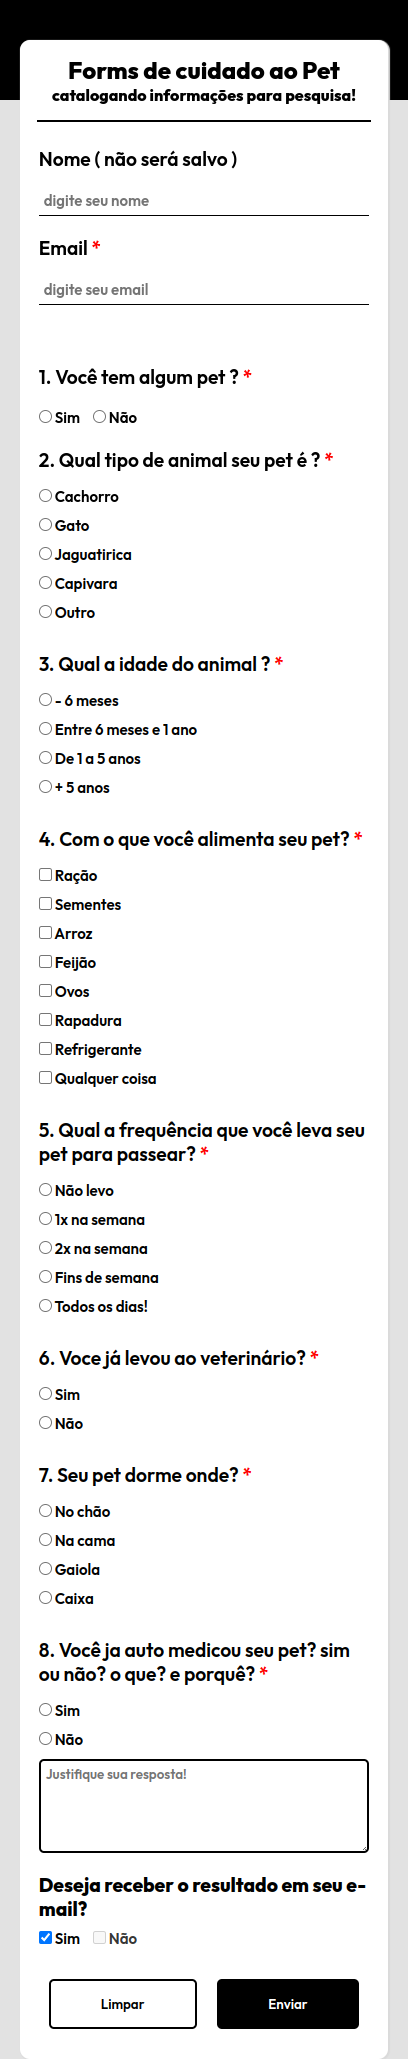 Forms de cuidado ao Pet
catalogando informações para pesquisa!
Nome ( não será salvo )
digite seu nome
Email *
digite seu email
1. Você tem algum pet ? *
Sim Não
2. Qual tipo de animal seu pet é ? *
Cachorro
Gato
Jaguatirica
Capivara
Outro
3. Qual a idade do animal ? *
- 6 meses
Entre 6 meses e 1 ano
De 1 a 5 anos
+ 5 anos
4. Com o que você alimenta seu pet? *
Ração
Sementes
Arroz
Feijão
Ovos
Rapadura
Refrigerante
Qualquer coisa
5. Qual a frequência que você leva seu
pet para passear? *
Não levo
1x na semana
2x na semana
Fins de semana
Todos os dias!
6. Voce já levou ao veterinário? *
Sim
Não
7. Seu pet dorme onde? *
No chão
Na cama
Gaiola
Caixa
8. Você ja auto medicou seu pet? sim
ou não? o que? e porquê? *
Sim
Não
Justifique sua resposta!
Deseja receber o resultado em seu e-
mail?
Sim Não
Limpar Enviar